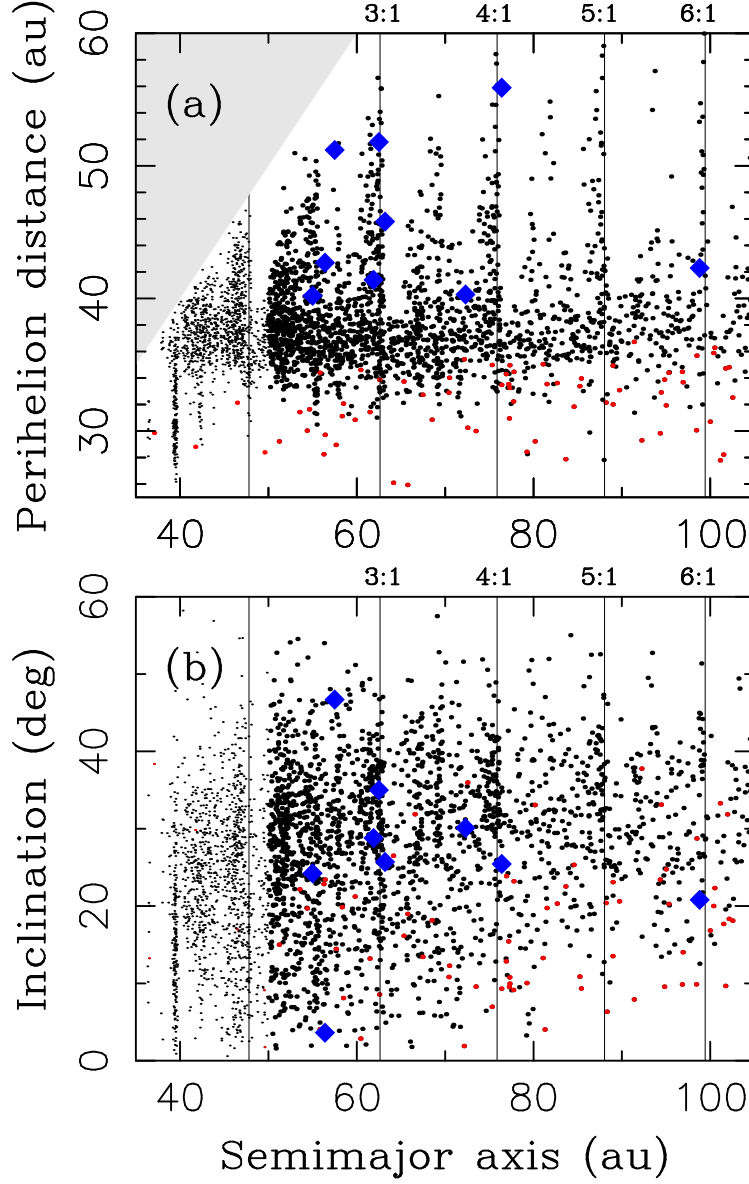 3:1 4:1 5:1 6:1
60
(a)
50
40
30
Perihelion distance (au)
40 60 80 100
3:1 4:1 5:1 6:1
60
(b)
40
20
0
Inclination (deg)
40 60 80 100
Semimajor axis (au)